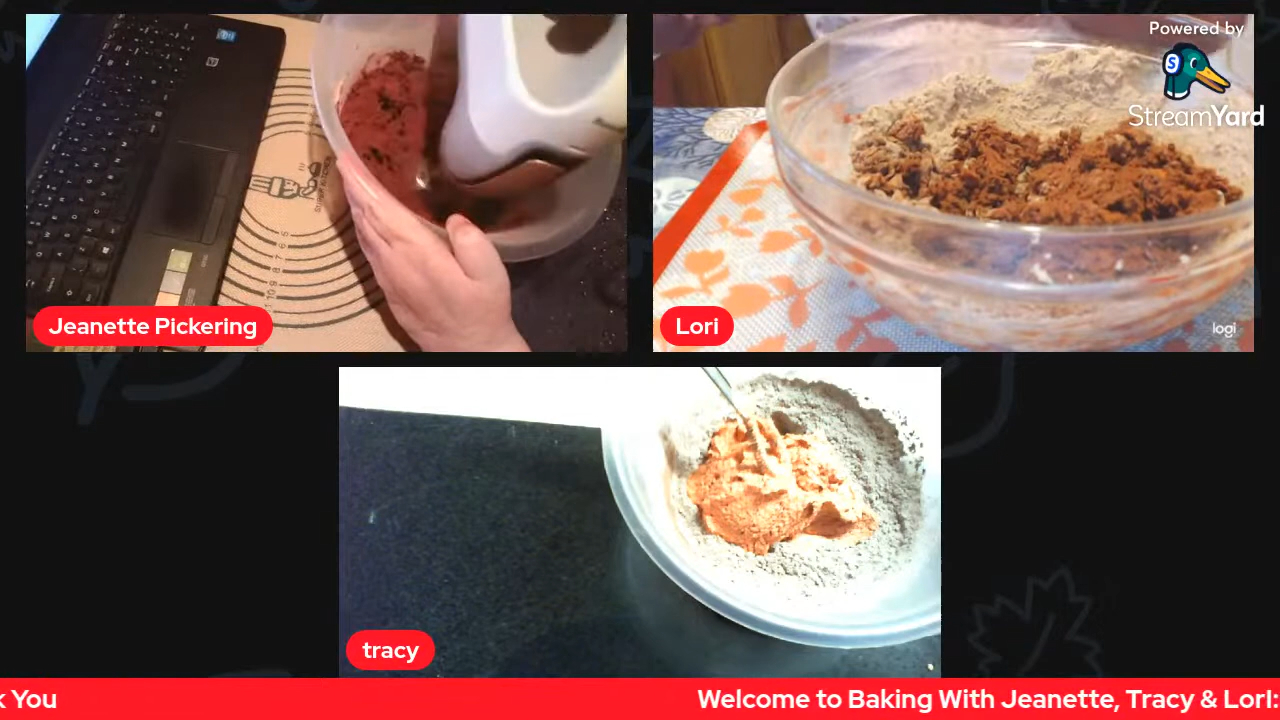 Powered by
StreamYard
Jeanette Pickering
Lori
logi
tracy
k You
Welcome to Baking With Jeanette, Tracy & LorI: